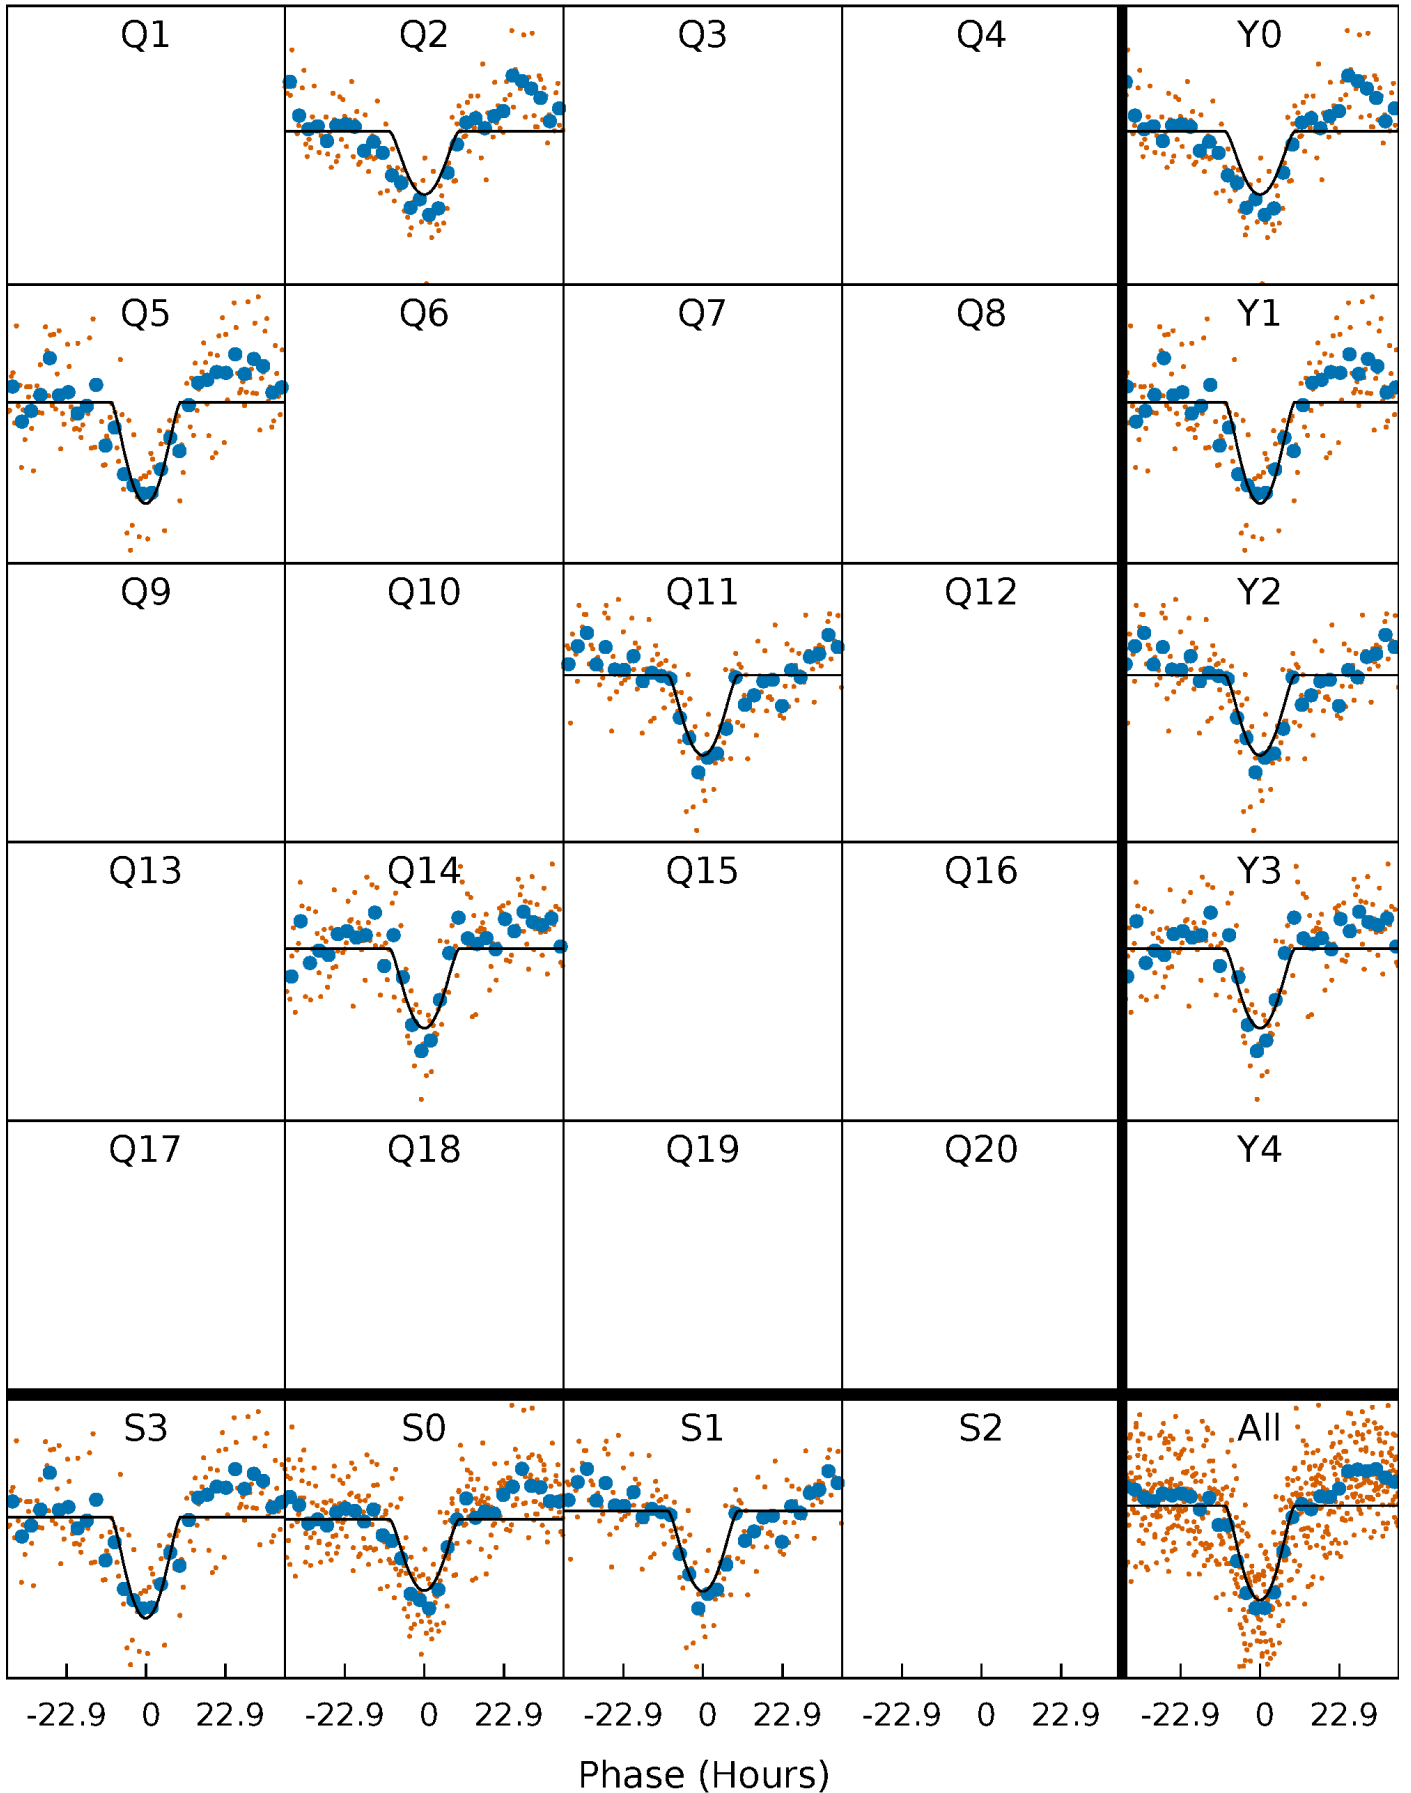 Q1 Q2 Q3 Q4 Y0
Q5 Q6 Q7 Q8 Y1
Q9 Q10 Q11 Q12 Y2
Q13 Q14 Q15 Q16 Y3
Q17 Q18 Q19 Q20 Y4
S3 S0 S1 S2 All
-22.9 0 22.9 -22.9 0 22.9 -22.9 0 22.9 -22.9 0 22.9 -22.9 0 22.9
Phase (Hours)